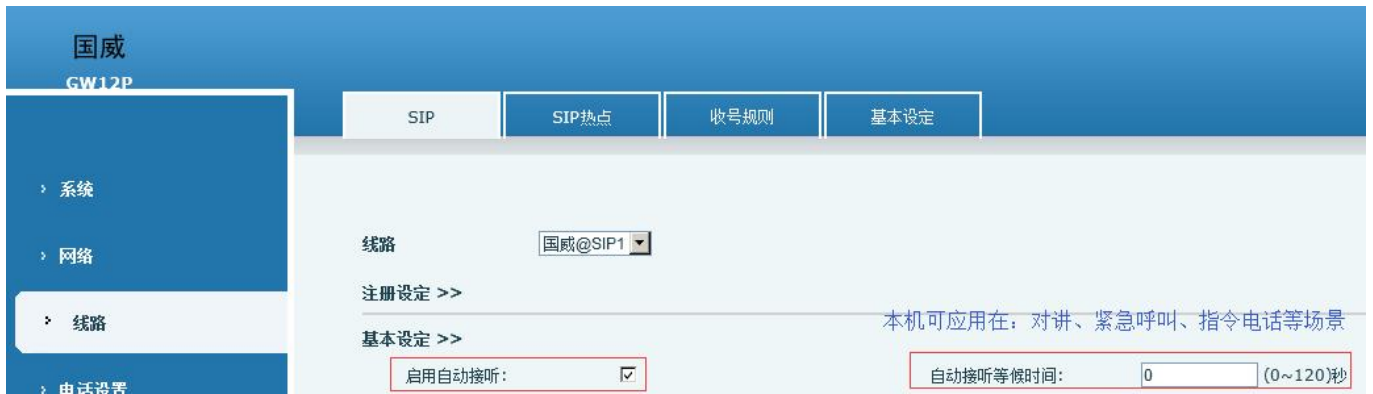 国威
GW12P
SIP SIP热点 收号规则 基本设定
› 系统
› 网络
› 线路
› 电话设置
线路 国威@SIP1
注册设定 >>
本机可应用在：对讲、紧急呼叫、指令电话等场景
基本设定 >>
启用自动接听： 自动接听等候时间： 0 (0~120)秒